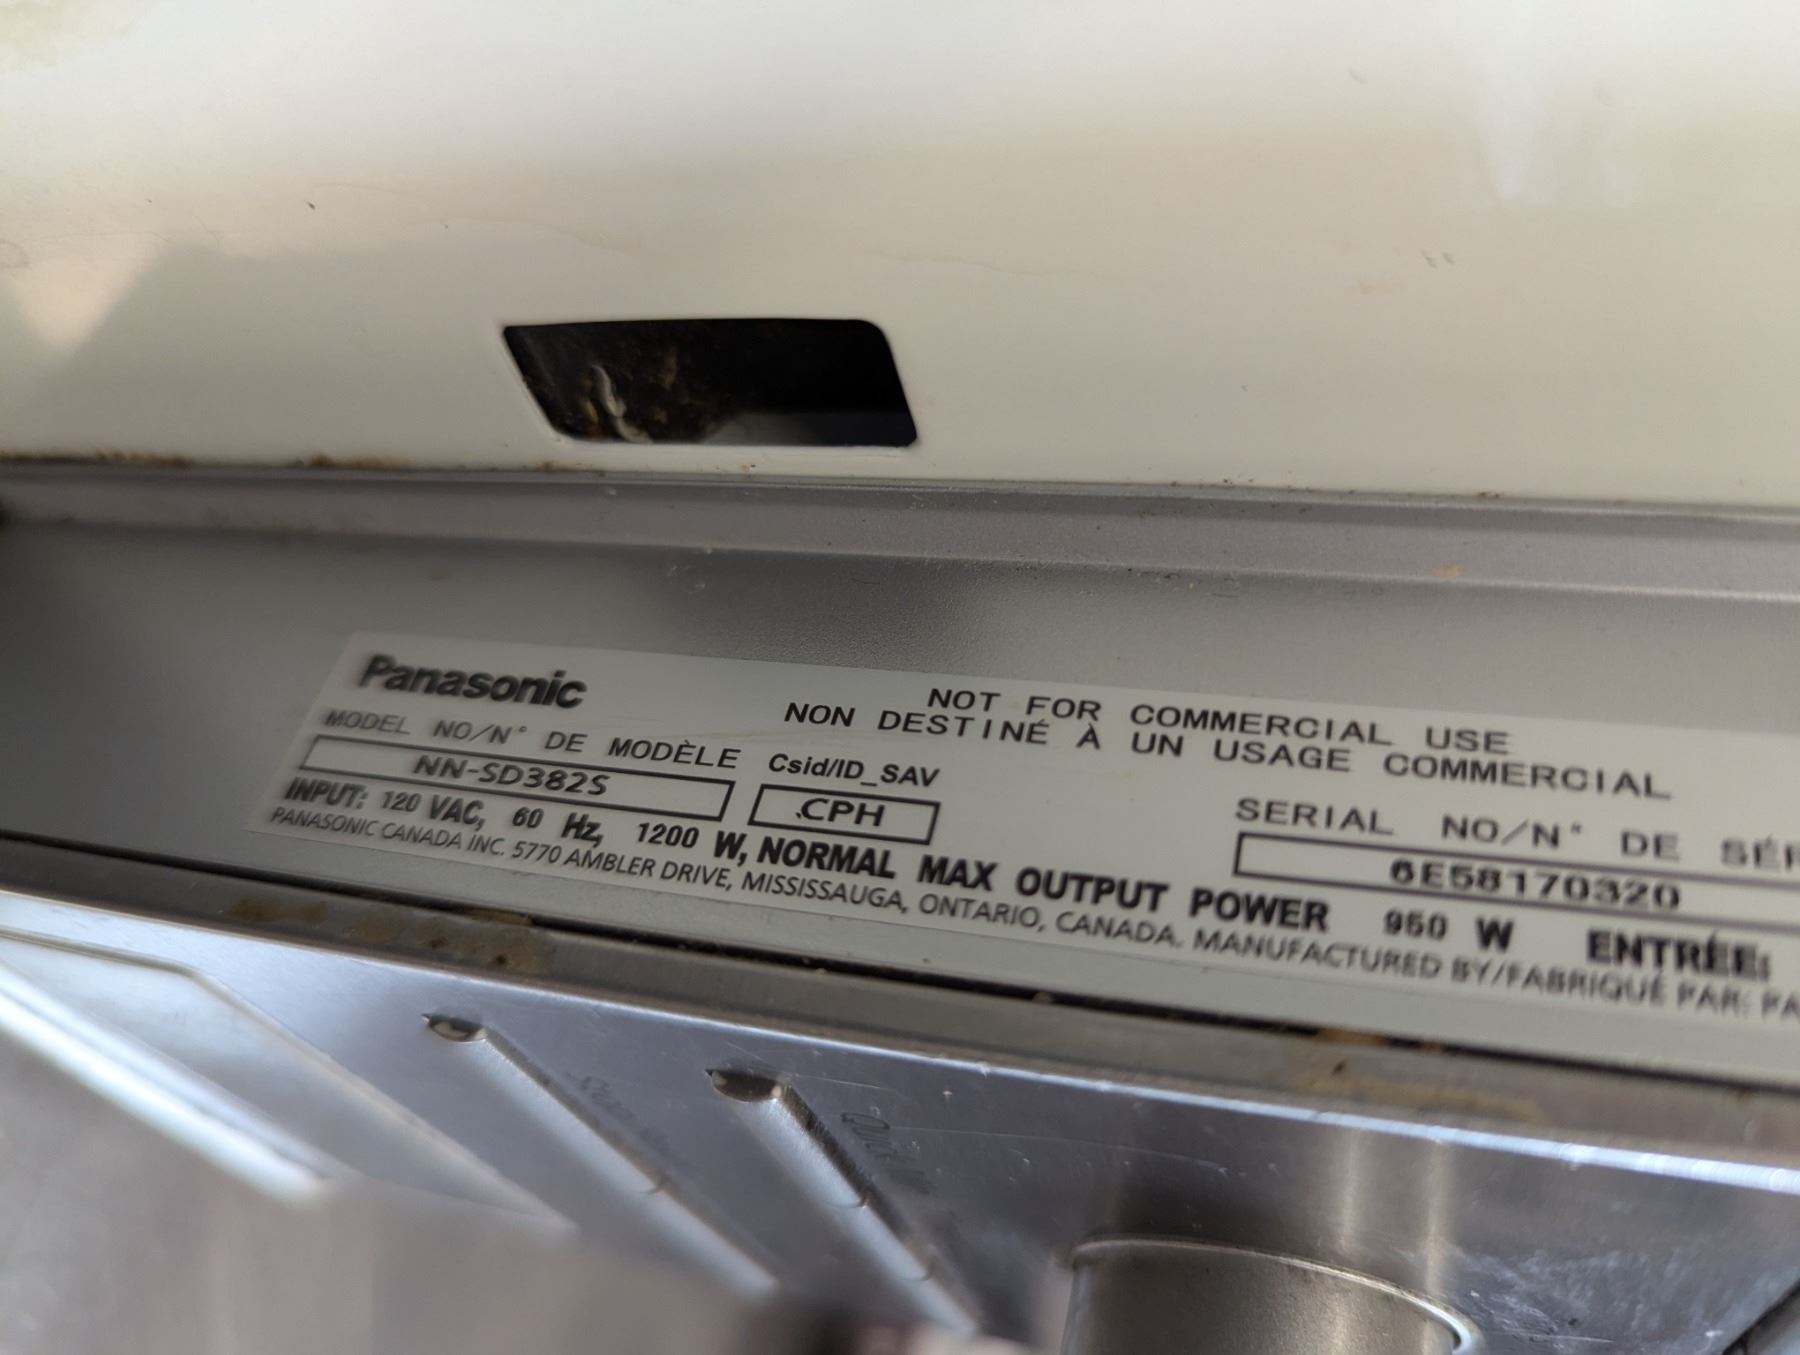 Panasonic
NOT FOR COMMERCIAL USE
NON DESTINÉ À UN USAGE COMMERCIAL
MODEL NO/N° DE MODÈLE
Csid/ID_SAV
NN-SD382S
.CPH
SERIAL NO/N° DE SÉR
6E58170320
INPUT: 120 VAC, 60 Hz, 1200 W, NORMAL MAX OUTPUT POWER 950 W ENTRÉE:
PANASONIC CANADA INC. 5770 AMBLER DRIVE, MISSISSAUGA, ONTARIO, CANADA. MANUFACTURED BY/FABRIQUÉ PAR: PA